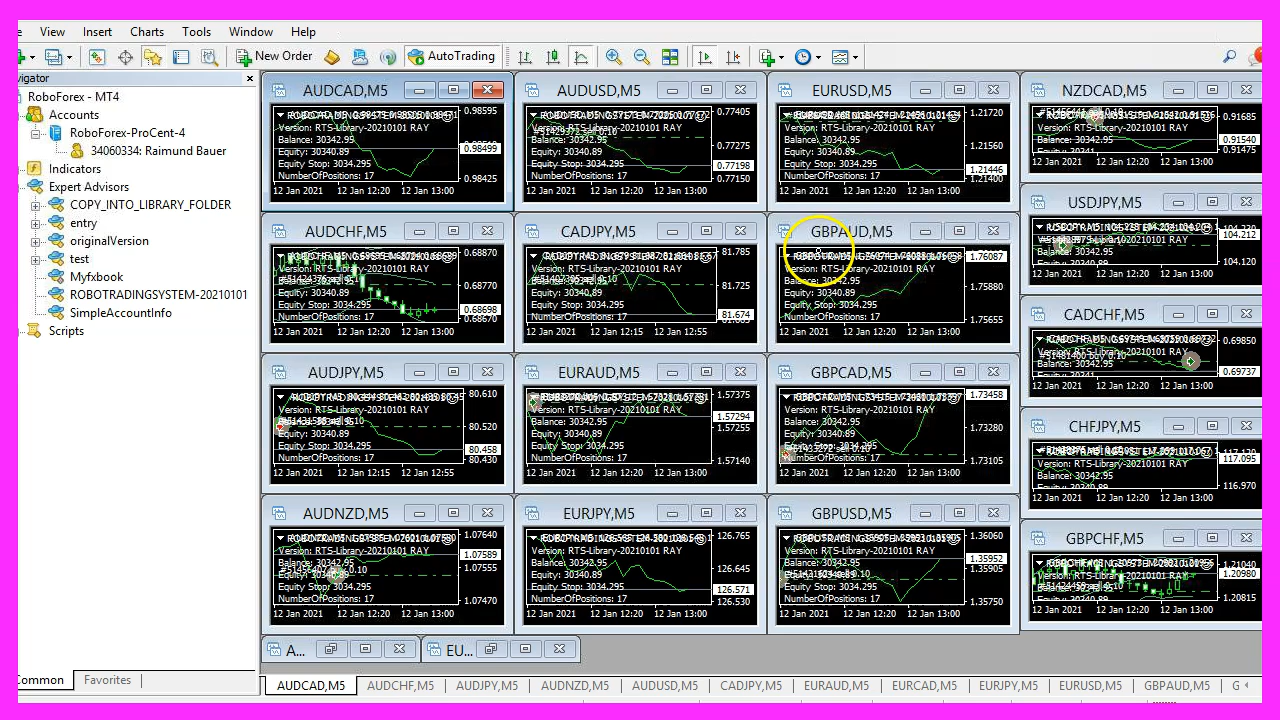 View Insert Charts Tools Window Help
New Order AutoTrading
RoboForex - MT4
Accounts
RoboForex-ProCent-4
34060334: Raimund Bauer
Indicators
Expert Advisors
COPY_INTO_LIBRARY_FOLDER
entry
originalVersion
test
Myfxbook
ROBOTRADINGSYSTEM-20210101
SimpleAccountInfo
Scripts
Common Favorites
AUDCAD,M5
Version: RTS-Library-20210101 RAY
Balance: 30342.95
Equity: 30340.89
Equity Stop: 3034.295
NumberOfPositions: 17
0.98595
0.98499
0.98425
12 Jan 2021 12 Jan 12:20 12 Jan 13:00
AUDUSD,M5
Version: RTS-Library-20210101 RAY
Balance: 30342.95
Equity: 30340.89
Equity Stop: 3034.295
NumberOfPositions: 17
0.77405
0.77275
0.77198
0.77150
12 Jan 2021 12 Jan 12:20 12 Jan 13:00
EURUSD,M5
Version: RTS-Library-20210101 RAY
Balance: 30342.95
Equity: 30340.89
Equity Stop: 3034.295
NumberOfPositions: 17
1.21720
1.21560
1.21446
1.21400
12 Jan 2021 12 Jan 12:20 12 Jan 13:00
NZDCAD,M5
0.91685
0.91540
0.91475
12 Jan 2021 12 Jan 12:20 12 Jan 13:00
AUDCHF,M5
Version: RTS-Library-20210101 RAY
Equity: 30340.89
Equity Stop: 3034.295
NumberOfPositions: 17
0.68870
0.68770
0.68698
0.68670
12 Jan 2021 12 Jan 12:20 12 Jan 13:00
CADJPY,M5
Version: RTS-Library-20210101 RAY
Balance: 30342.95
Equity: 30340.89
Equity Stop: 3034.295
NumberOfPositions: 17
81.785
81.725
81.674
12 Jan 2021 12 Jan 12:15 12 Jan 12:55
GBPAUD,M5
Version: RTS-Library-20210101 RAY
Balance: 30342.95
Equity: 30340.89
Equity Stop: 3034.295
NumberOfPositions: 17
1.76087
1.75880
1.75655
12 Jan 2021 12 Jan 12:20 12 Jan 13:00
USDJPY,M5
104.212
104.120
12 Jan 2021 12 Jan 12:20 12 Jan 13:00
AUDJPY,M5
Version: RTS-Library-20210101 RAY
Balance: 30342.95
Equity: 30340.89
Equity Stop: 3034.295
NumberOfPositions: 17
80.610
80.520
80.458
80.430
12 Jan 2021 12 Jan 12:15 12 Jan 12:55
EURAUD,M5
Version: RTS-Library-20210101 RAY
Balance: 30342.95
Equity: 30340.89
Equity Stop: 3034.295
NumberOfPositions: 17
1.57375
1.57294
1.57255
1.57140
12 Jan 2021 12 Jan 12:20 12 Jan 13:00
GBPCAD,M5
Version: RTS-Library-20210101 RAY
Balance: 30342.95
Equity: 30340.89
Equity Stop: 3034.295
NumberOfPositions: 17
1.73458
1.73280
1.73105
12 Jan 2021 12 Jan 12:20 12 Jan 13:00
CADCHF,M5
0.69850
0.69737
12 Jan 2021 12 Jan 12:20 12 Jan 13:00
AUDNZD,M5
Version: RTS-Library-20210101 RAY
Equity Stop: 3034.295
NumberOfPositions: 17
1.07640
1.07589
1.07555
1.07470
12 Jan 2021 12 Jan 12:20 12 Jan 13:00
EURJPY,M5
Version: RTS-Library-20210101 RAY
Balance: 30342.95
Equity: 30340.89
Equity Stop: 3034.295
NumberOfPositions: 17
126.765
126.645
126.571
126.530
12 Jan 2021 12 Jan 12:20 12 Jan 13:00
GBPUSD,M5
Version: RTS-Library-20210101 RAY
Balance: 30342.95
Equity Stop: 3034.295
NumberOfPositions: 17
1.36060
1.35952
1.35905
1.35750
12 Jan 2021 12 Jan 12:20 12 Jan 13:00
CHFJPY,M5
117.095
116.970
12 Jan 2021 12 Jan 12:20 12 Jan 13:00
GBPCHF,M5
1.21040
1.20980
1.20815
12 Jan 2021 12 Jan 12:20 12 Jan 13:00
A... EU...
AUDCAD,M5 AUDCHF,M5 AUDJPY,M5 AUDNZD,M5 AUDUSD,M5 CADJPY,M5 EURAUD,M5 EURCAD,M5 EURJPY,M5 EURUSD,M5 GBPAUD,M5 G